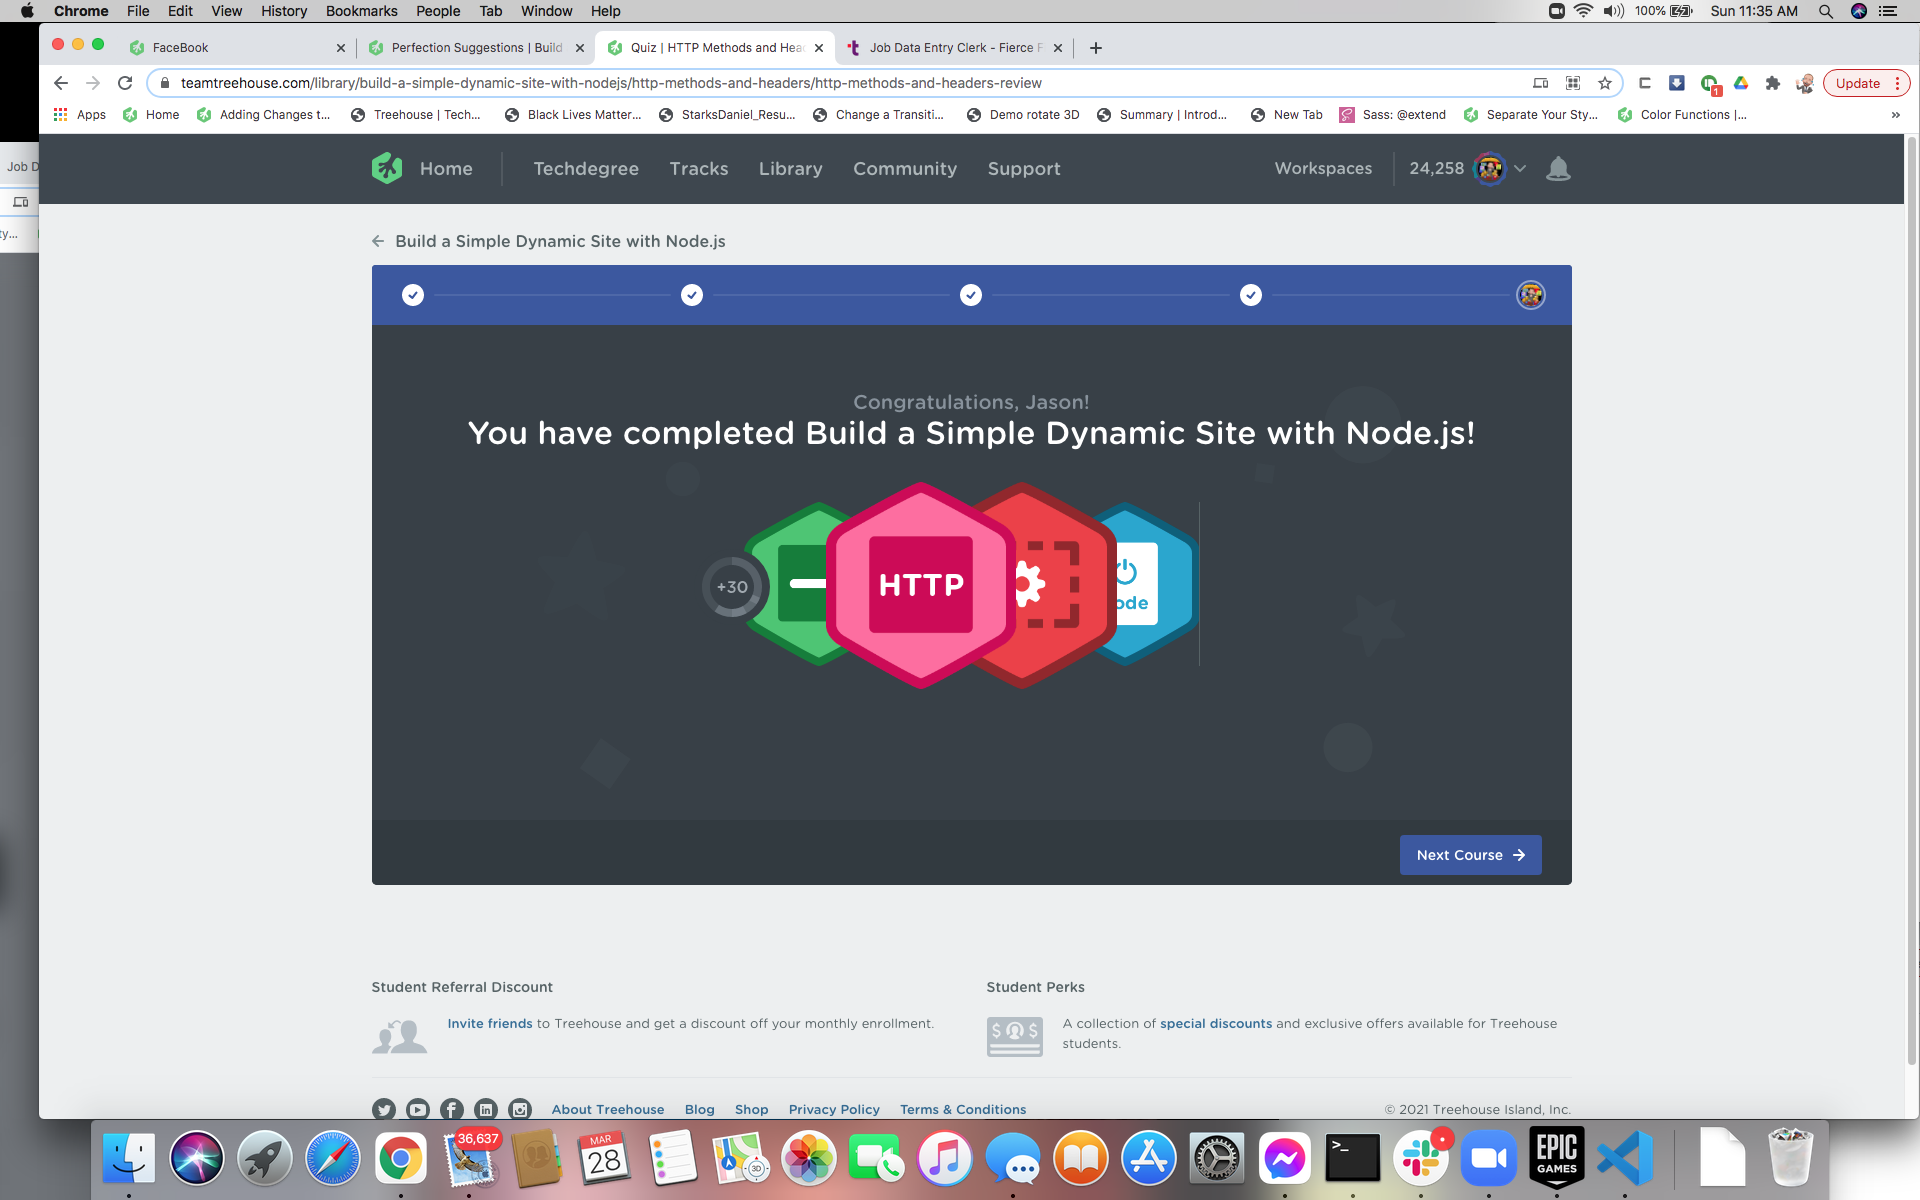 Chrome File Edit View History Bookmarks People Tab Window Help 100% Sun 11:35 AM
FaceBook Perfection Suggestions | Build Quiz | HTTP Methods and Hea Job Data Entry Clerk - Fierce F
teamtreehouse.com/library/build-a-simple-dynamic-site-with-nodejs/http-methods-and-headers/http-methods-and-headers-review 1 Update
Apps Home Adding Changes t... Treehouse | Tech... Black Lives Matter... StarksDaniel_Resu... Change a Transiti... Demo rotate 3D Summary | Introd... New Tab Sass: @extend Separate Your Sty... Color Functions |... »
Job D
ty...
Home Techdegree Tracks Library Community Support Workspaces 24,258
Build a Simple Dynamic Site with Node.js
Congratulations, Jason!
You have completed Build a Simple Dynamic Site with Node.js!
+30 HTTP ode
Next Course
Student Referral Discount
Invite friends to Treehouse and get a discount off your monthly enrollment.
Student Perks
A collection of special discounts and exclusive offers available for Treehouse
students.
About Treehouse Blog Shop Privacy Policy Terms & Conditions © 2021 Treehouse Island, Inc.
36,637 MAR 28 3D >_ EPIC GAMES